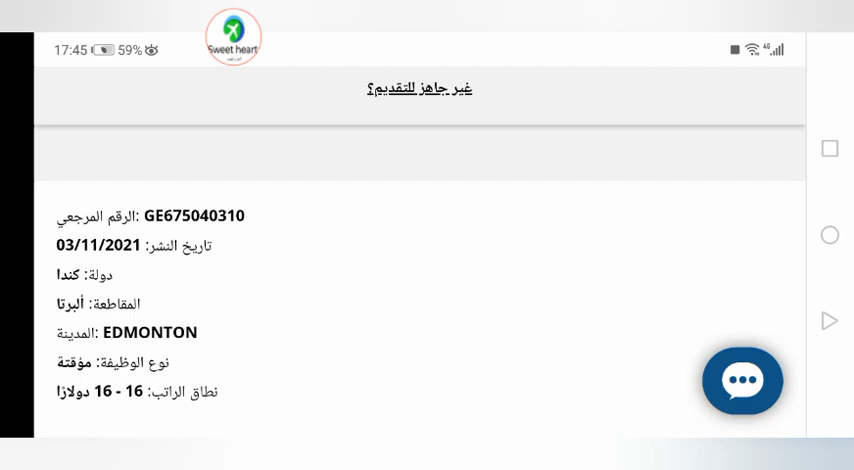 17:45 59%
Sweet heart
4G
غير جاهز للتقديم؟
الرقم المرجعي: GE675040310
تاريخ النشر: 03/11/2021
دولة: كندا
المقاطعة: ألبرتا
المدينة: EDMONTON
نوع الوظيفة: مؤقتة
نطاق الراتب: 16 - 16 دولارًا